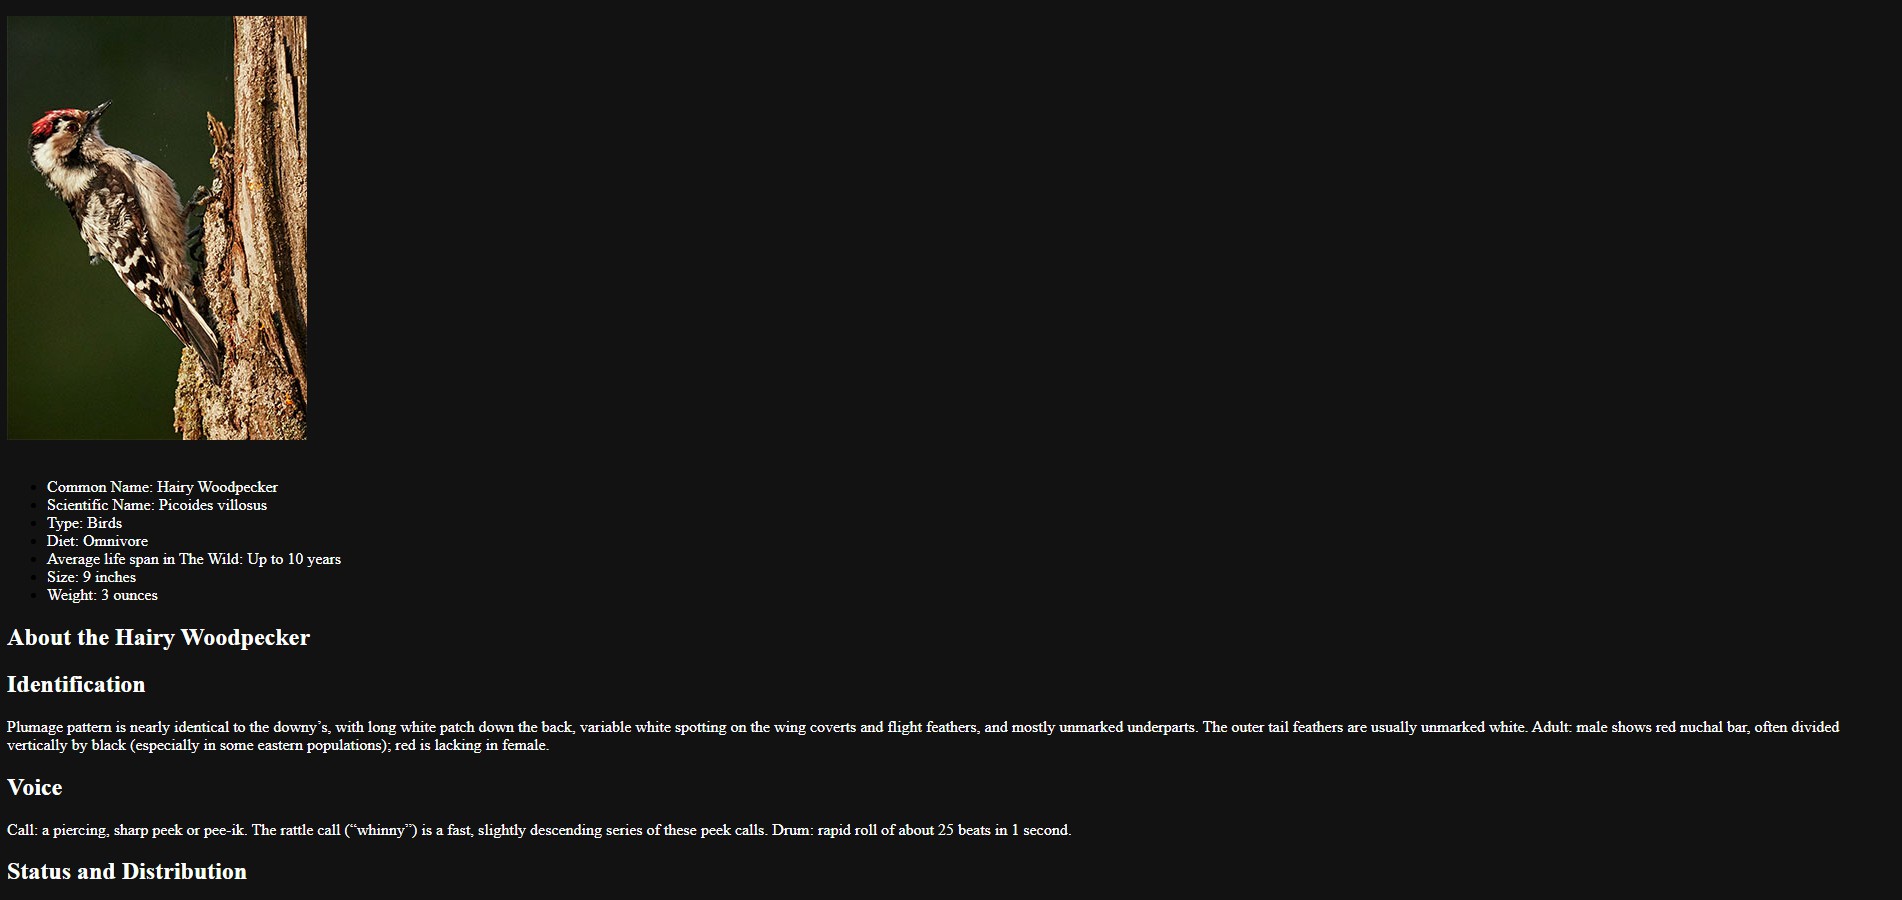 Common Name: Hairy Woodpecker
Scientific Name: Picoides villosus
Type: Birds
Diet: Omnivore
Average life span in The Wild: Up to 10 years
Size: 9 inches
Weight: 3 ounces
About the Hairy Woodpecker
Identification
Plumage pattern is nearly identical to the downy’s, with long white patch down the back, variable white spotting on the wing coverts and flight feathers, and mostly unmarked underparts. The outer tail feathers are usually unmarked white. Adult: male shows red nuchal bar, often divided
vertically by black (especially in some eastern populations); red is lacking in female.
Voice
Call: a piercing, sharp peek or pee-ik. The rattle call (“whinny”) is a fast, slightly descending series of these peek calls. Drum: rapid roll of about 25 beats in 1 second.
Status and Distribution